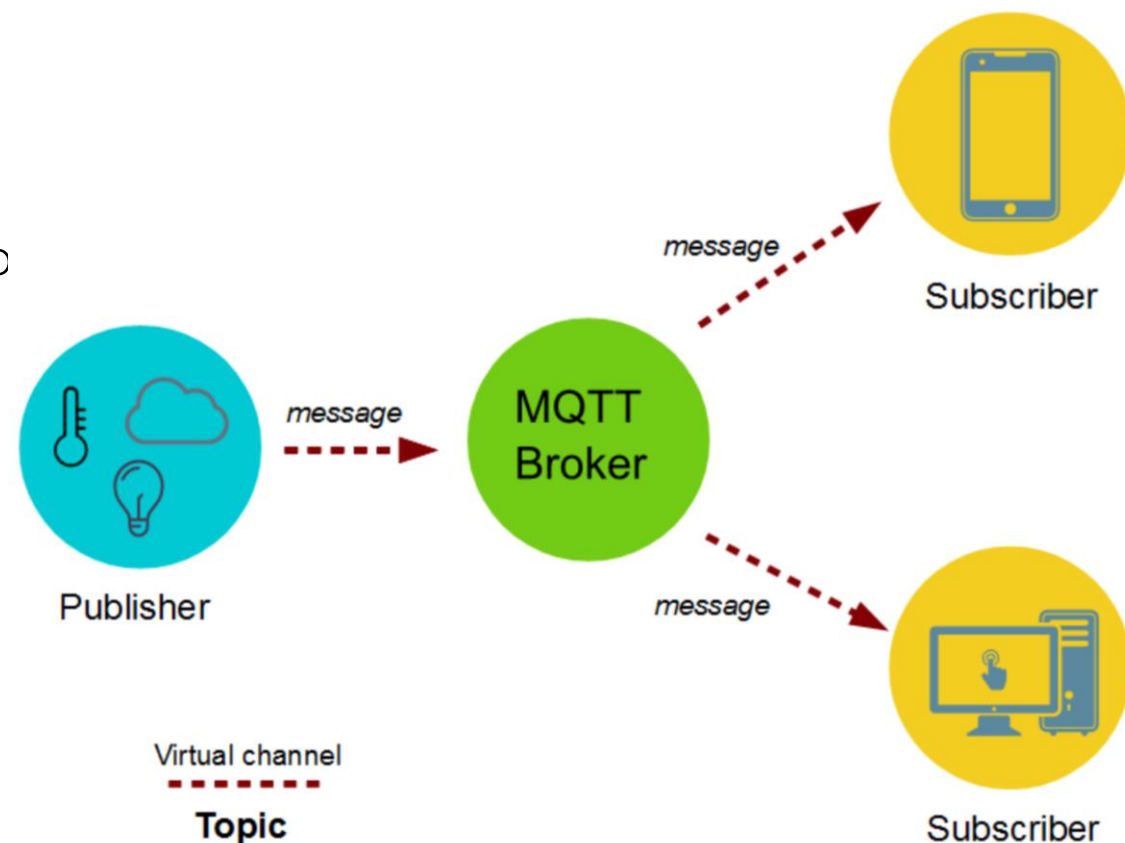 message
Subscriber
message
MQTT
Broker
Publisher
message
Virtual channel
Topic
Subscriber